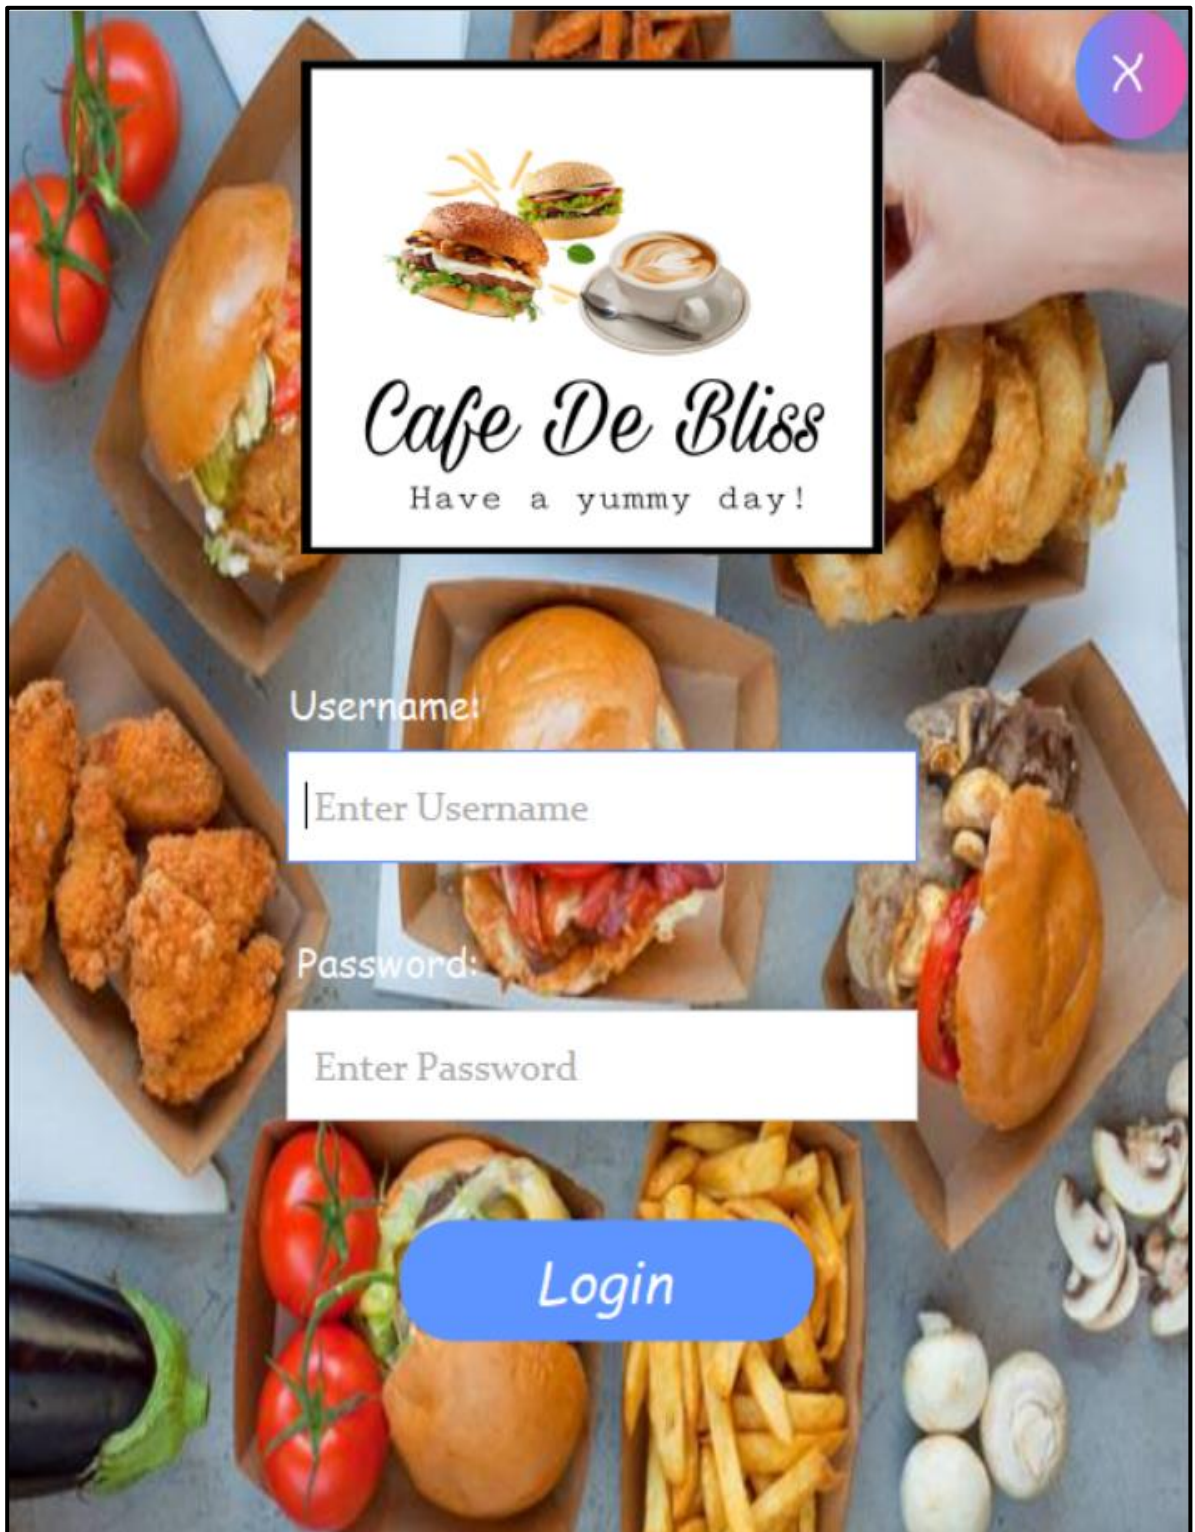 X
Cafe De Bliss
Have a yummy day!
Username:
Enter Username
Password:
Enter Password
Login